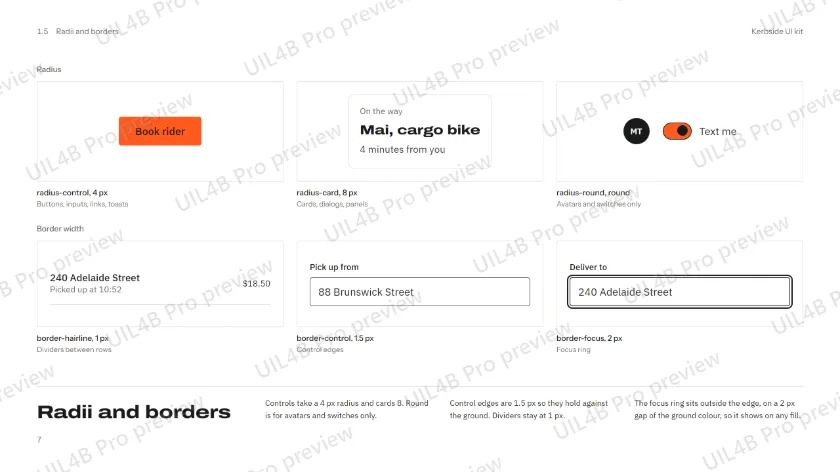 1.5 Radii and borders
Kerbside UI kit
Radius
Book rider
On the way
Mai, cargo bike
4 minutes from you
MT
Text me
radius-control, 4 px
Buttons, inputs, links, toasts
radius-card, 8 px
Cards, dialogs, panels
radius-round, round
Avatars and switches only
Border width
240 Adelaide Street
Picked up at 10:52
$18.50
Pick up from
88 Brunswick Street
Deliver to
240 Adelaide Street
border-hairline, 1 px
Dividers between rows
border-control, 1.5 px
Control edges
border-focus, 2 px
Focus ring
Radii and borders
Controls take a 4 px radius and cards 8. Round
is for avatars and switches only.
Control edges are 1.5 px so they hold against
the ground. Dividers stay at 1 px.
The focus ring sits outside the edge, on a 2 px
gap of the ground colour, so it shows on any fill.
7
UIL4B Pro preview